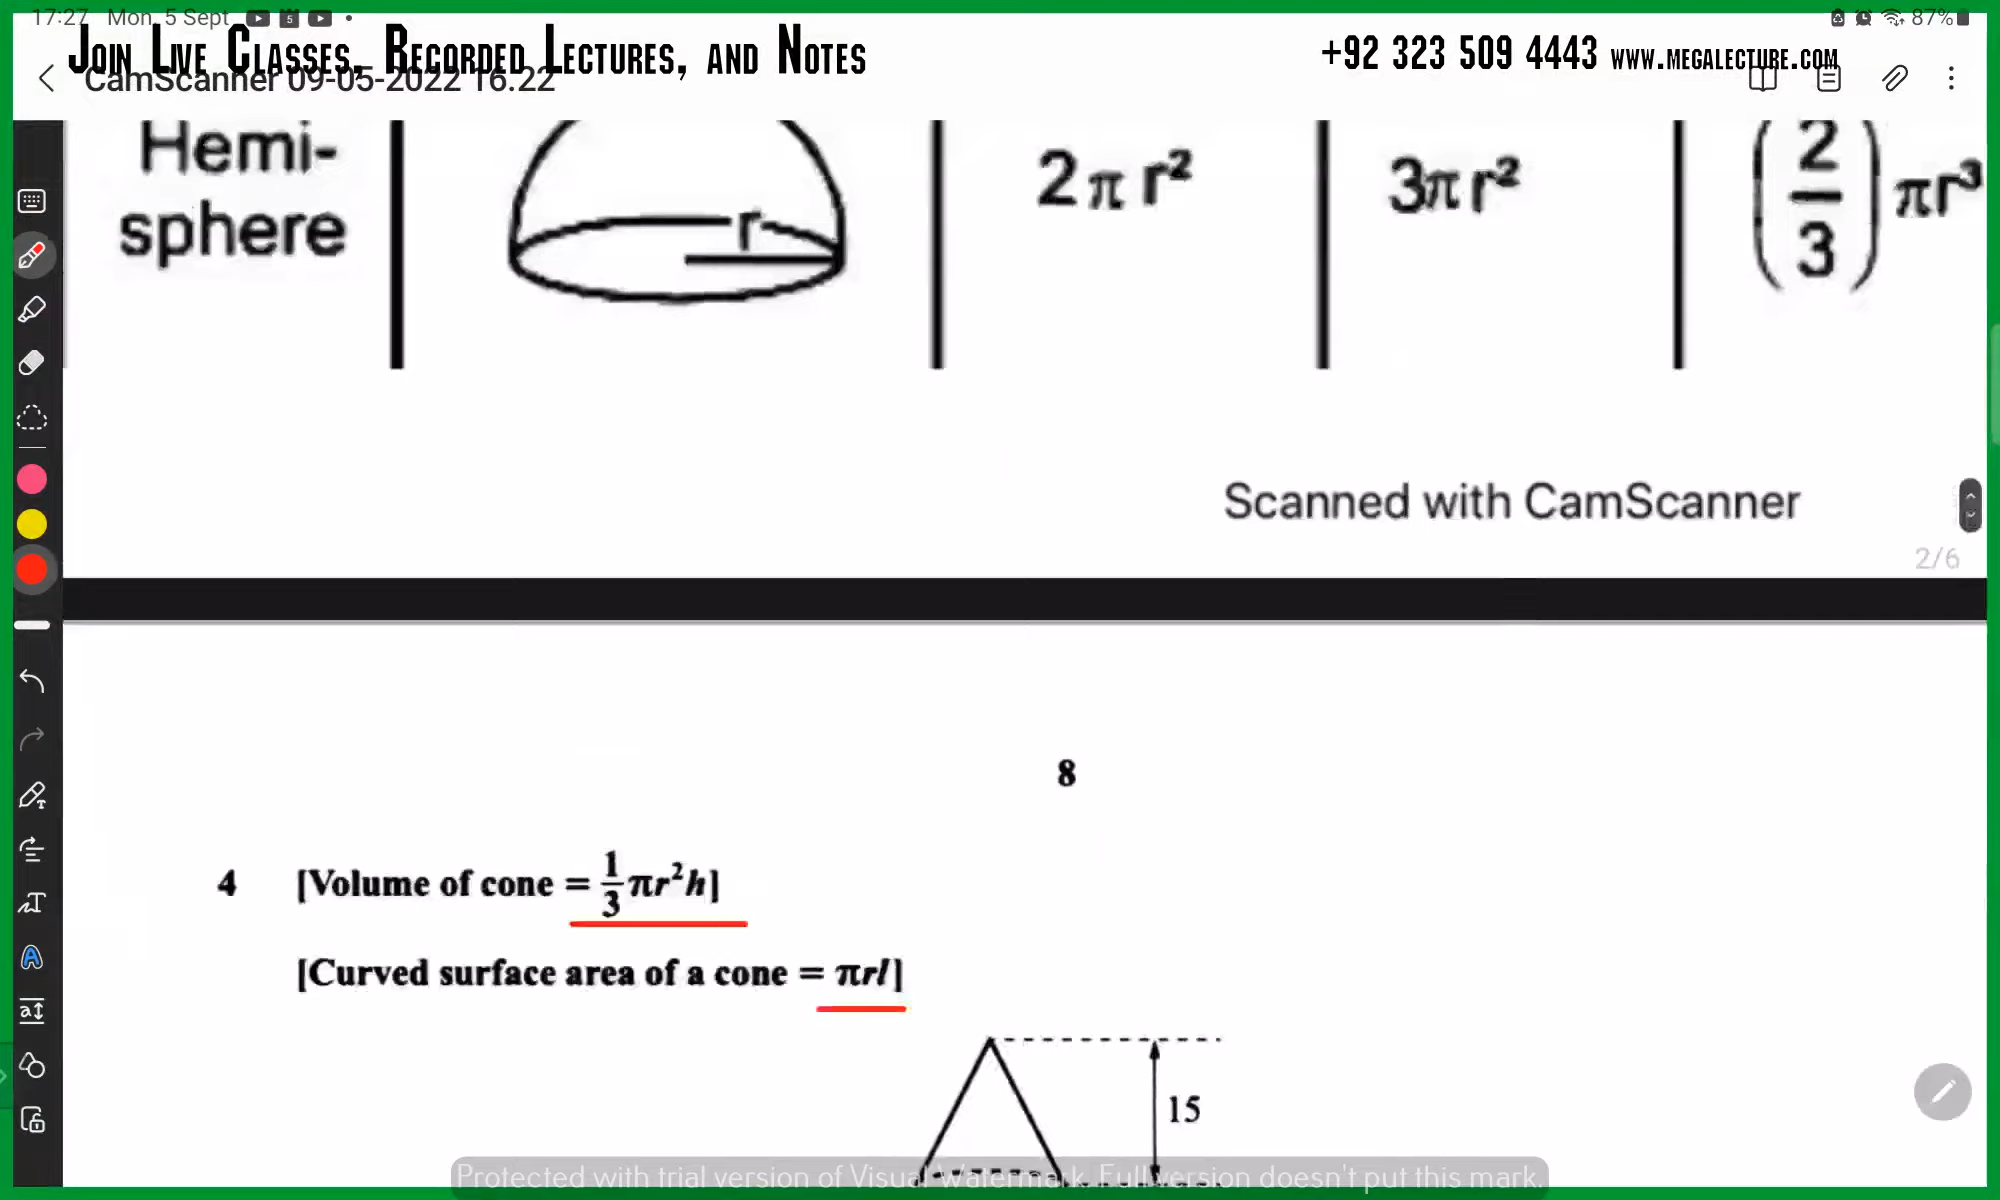 17:27 Mon, 5 Sept 5 • 87%
JOIN LIVE CLASSES, RECORDED LECTURES, AND NOTES
+92 323 509 4443 WWW.MEGALECTURE.COM
CamScanner 09-05-2022 16.22
Hemi-
sphere
r
2π r²
3π r²
(2/3) πr³
Scanned with CamScanner
2/6
8
4 [Volume of cone = 1/3 πr²h]
[Curved surface area of a cone = πrl]
15
Protected with trial version of Visual Watermark. Full version doesn't put this mark.